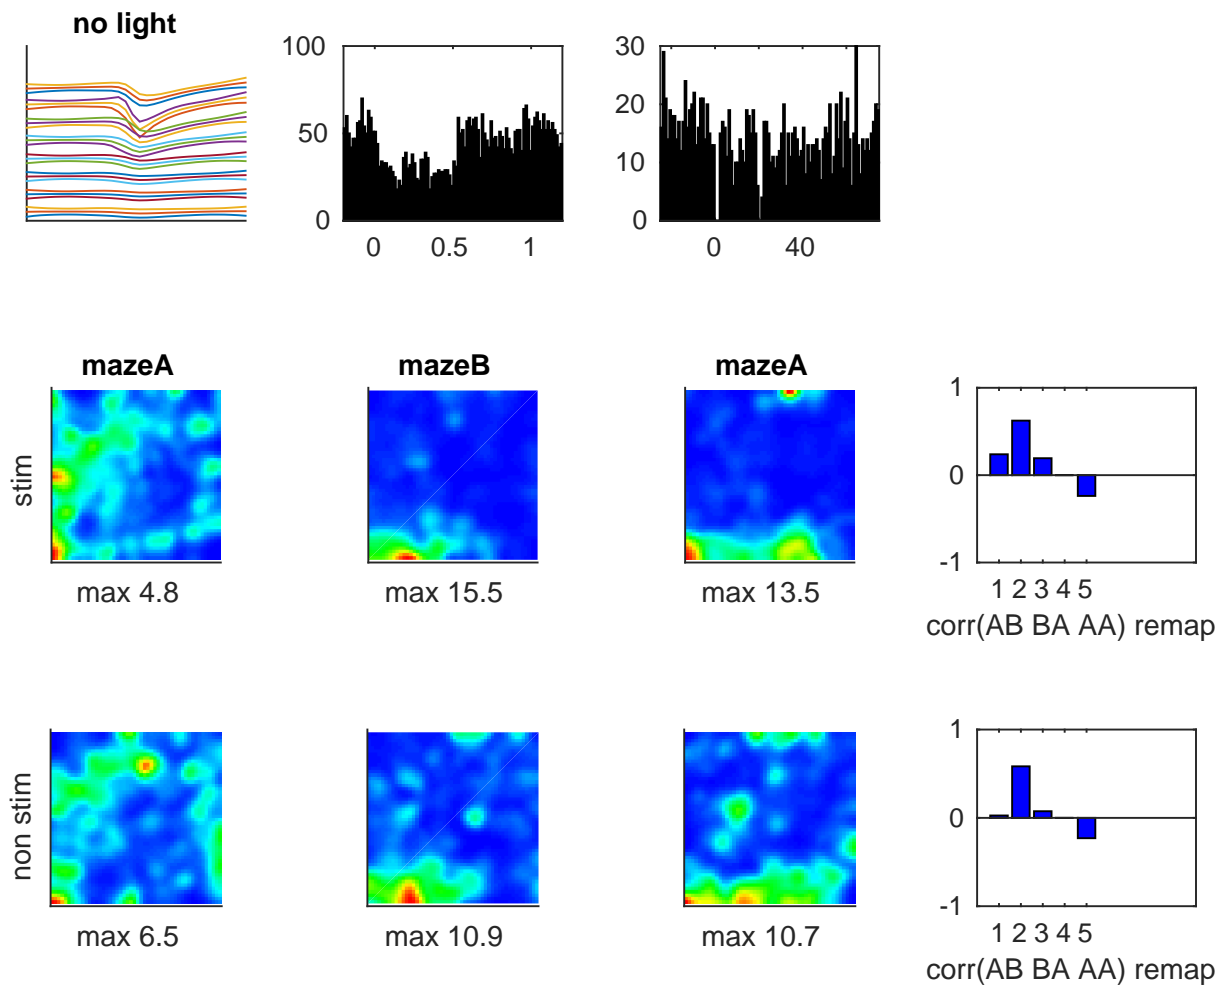 no light
100
50
0
0
0.5
1
30
20
10
0
0
40
mazeA
mazeB
mazeA
stim
max 4.8
max 15.5
max 13.5
1
0
-1
1 2 3 4 5
corr(AB BA AA) remap
non stim
max 6.5
max 10.9
max 10.7
1
0
-1
1 2 3 4 5
corr(AB BA AA) remap